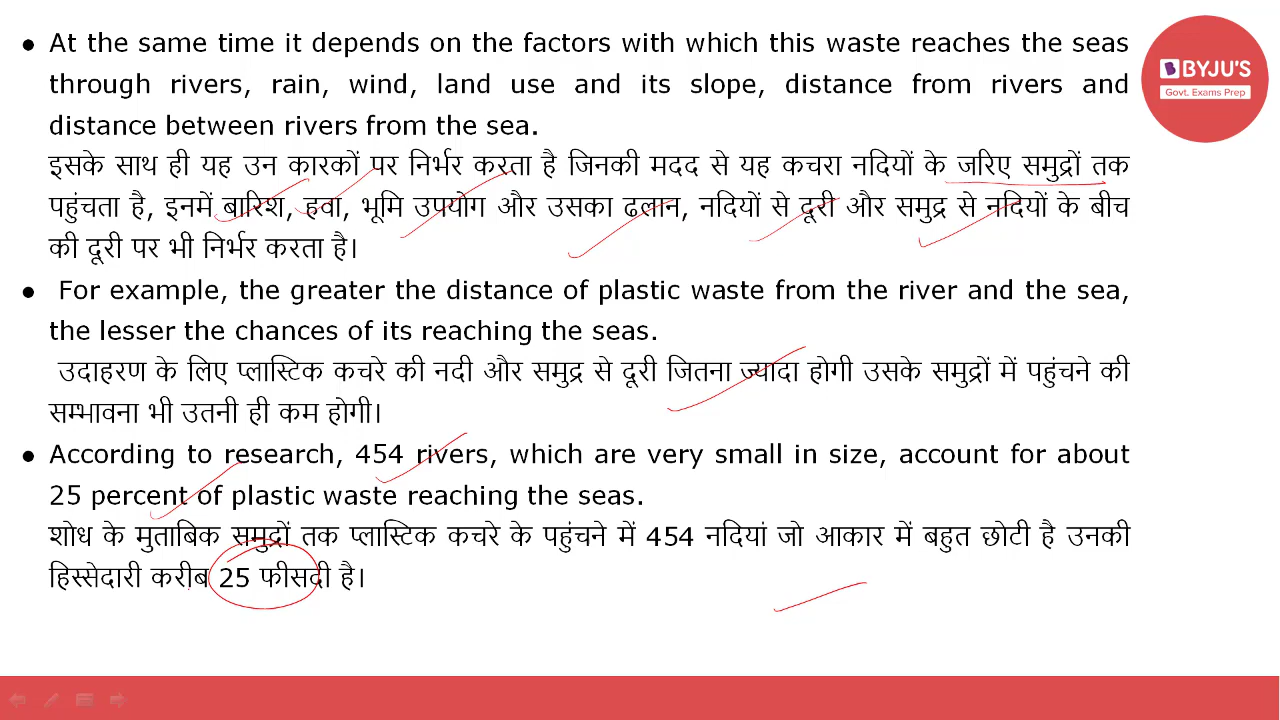 • At the same time it depends on the factors with which this waste reaches the seas
through rivers, rain, wind, land use and its slope, distance from rivers and
distance between rivers from the sea.
इसके साथ ही यह उन कारकों पर निर्भर करता है जिनकी मदद से यह कचरा नदियों के जरिए समुद्रों तक
पहुंचता है, इनमें बारिश, हवा, भूमि उपयोग और उसका ढलान, नदियों से दूरी और समुद्र से नदियों के बीच
की दूरी पर भी निर्भर करता है।
• For example, the greater the distance of plastic waste from the river and the sea,
the lesser the chances of its reaching the seas.
उदाहरण के लिए प्लास्टिक कचरे की नदी और समुद्र से दूरी जितना ज्यादा होगी उसके समुद्रों में पहुंचने की
सम्भावना भी उतनी ही कम होगी।
• According to research, 454 rivers, which are very small in size, account for about
25 percent of plastic waste reaching the seas.
शोध के मुताबिक समुद्रों तक प्लास्टिक कचरे के पहुंचने में 454 नदियां जो आकार में बहुत छोटी है उनकी
हिस्सेदारी करीब 25 फीसदी है।
BYJU'S
Govt. Exams Prep